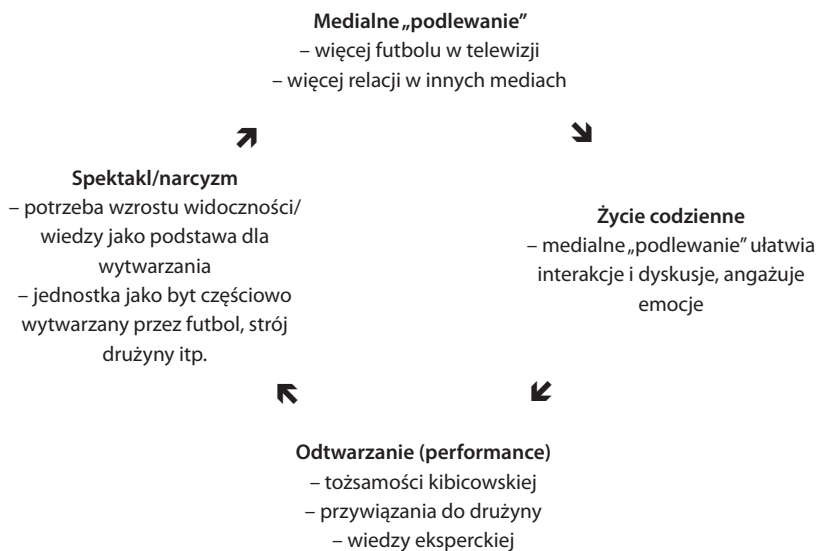 Medialne „podlewanie”
– więcej futbolu w telewizji
– więcej relacji w innych mediach
Spektakl/narcyzm
– potrzeba wzrostu widoczności/
wiedzy jako podstawa dla
wytwarzania
– jednostka jako byt częściowo
wytwarzany przez futbol, strój
drużyny itp.
Życie codzienne
– medialne „podlewanie” ułatwia
interakcje i dyskusje, angażuje
emocje
Odtwarzanie (performance)
– tożsamości kibicowskiej
– przywiązania do drużyny
– wiedzy eksperckiej